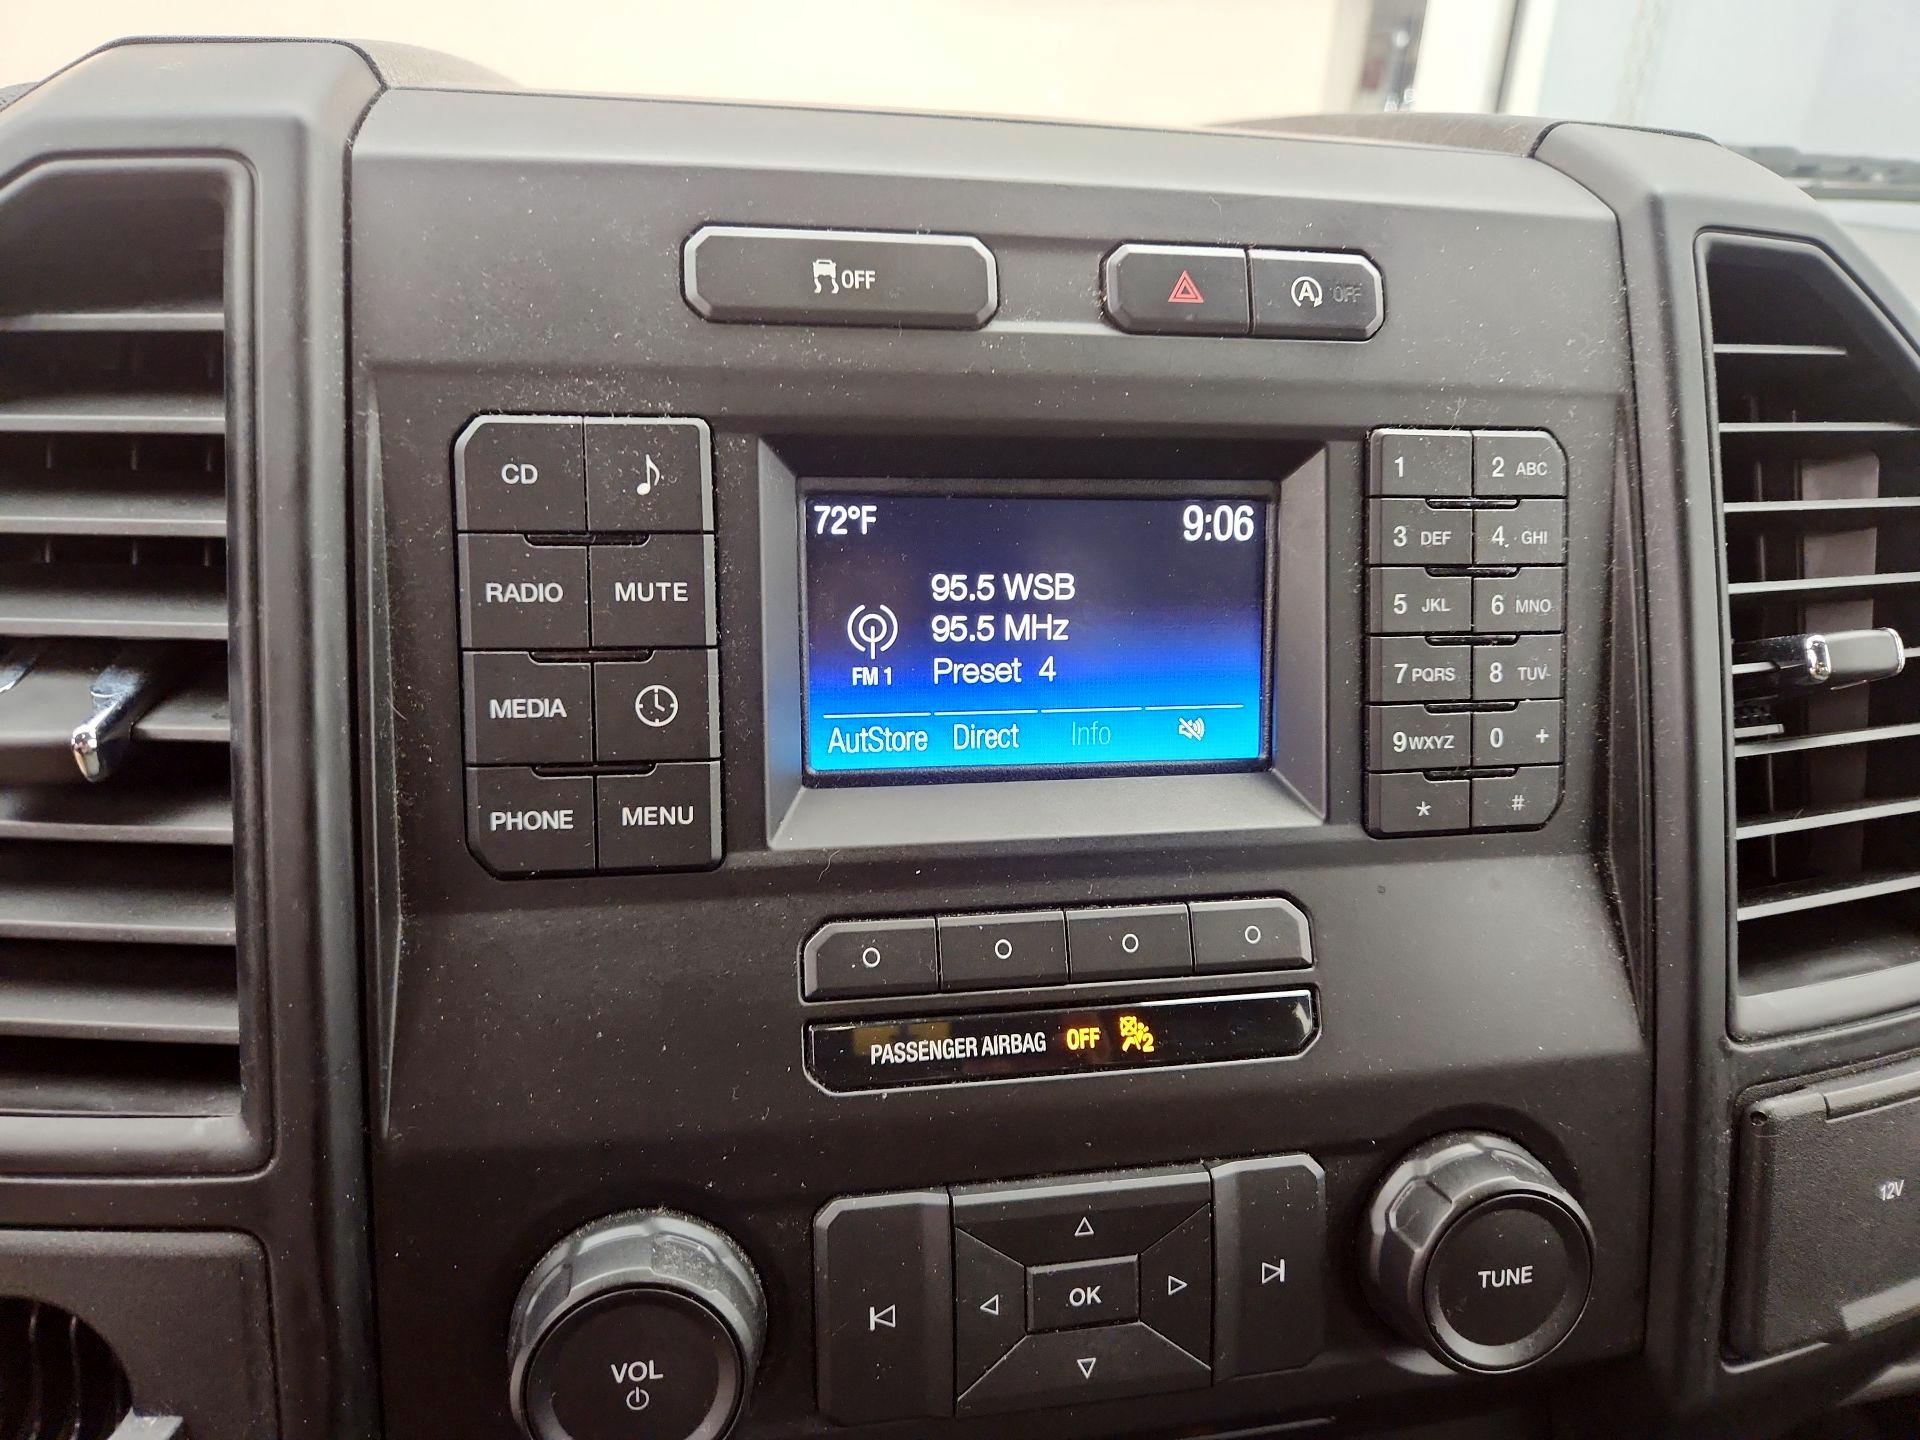 OFF
A OFF
CD
RADIO MUTE
MEDIA
PHONE MENU
72°F 9:06
95.5 WSB
95.5 MHz
FM 1 Preset 4
AutStore Direct Info
1 2 ABC
3 DEF 4 GHI
5 JKL 6 MNO
7 PQRS 8 TUV
9 WXYZ 0 +
* #
PASSENGER AIRBAG OFF 2
VOL
OK
TUNE
12V